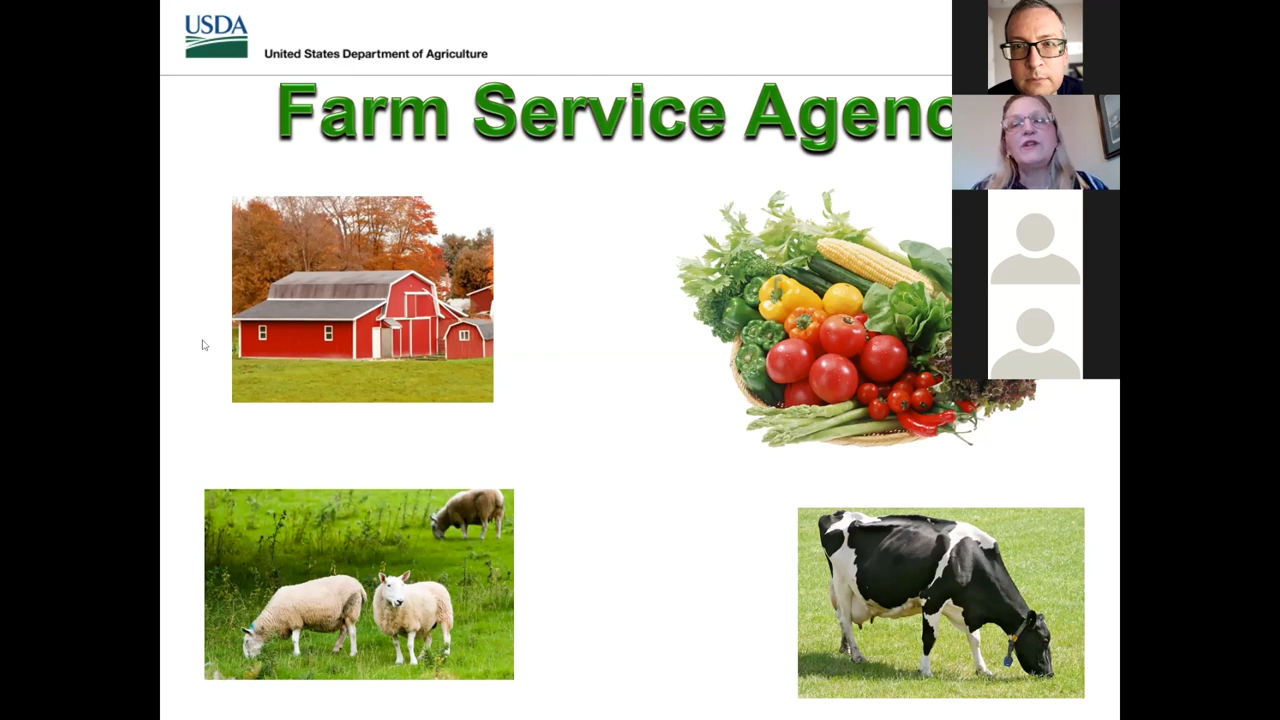 USDA
United States Department of Agriculture
Farm Service Agenc